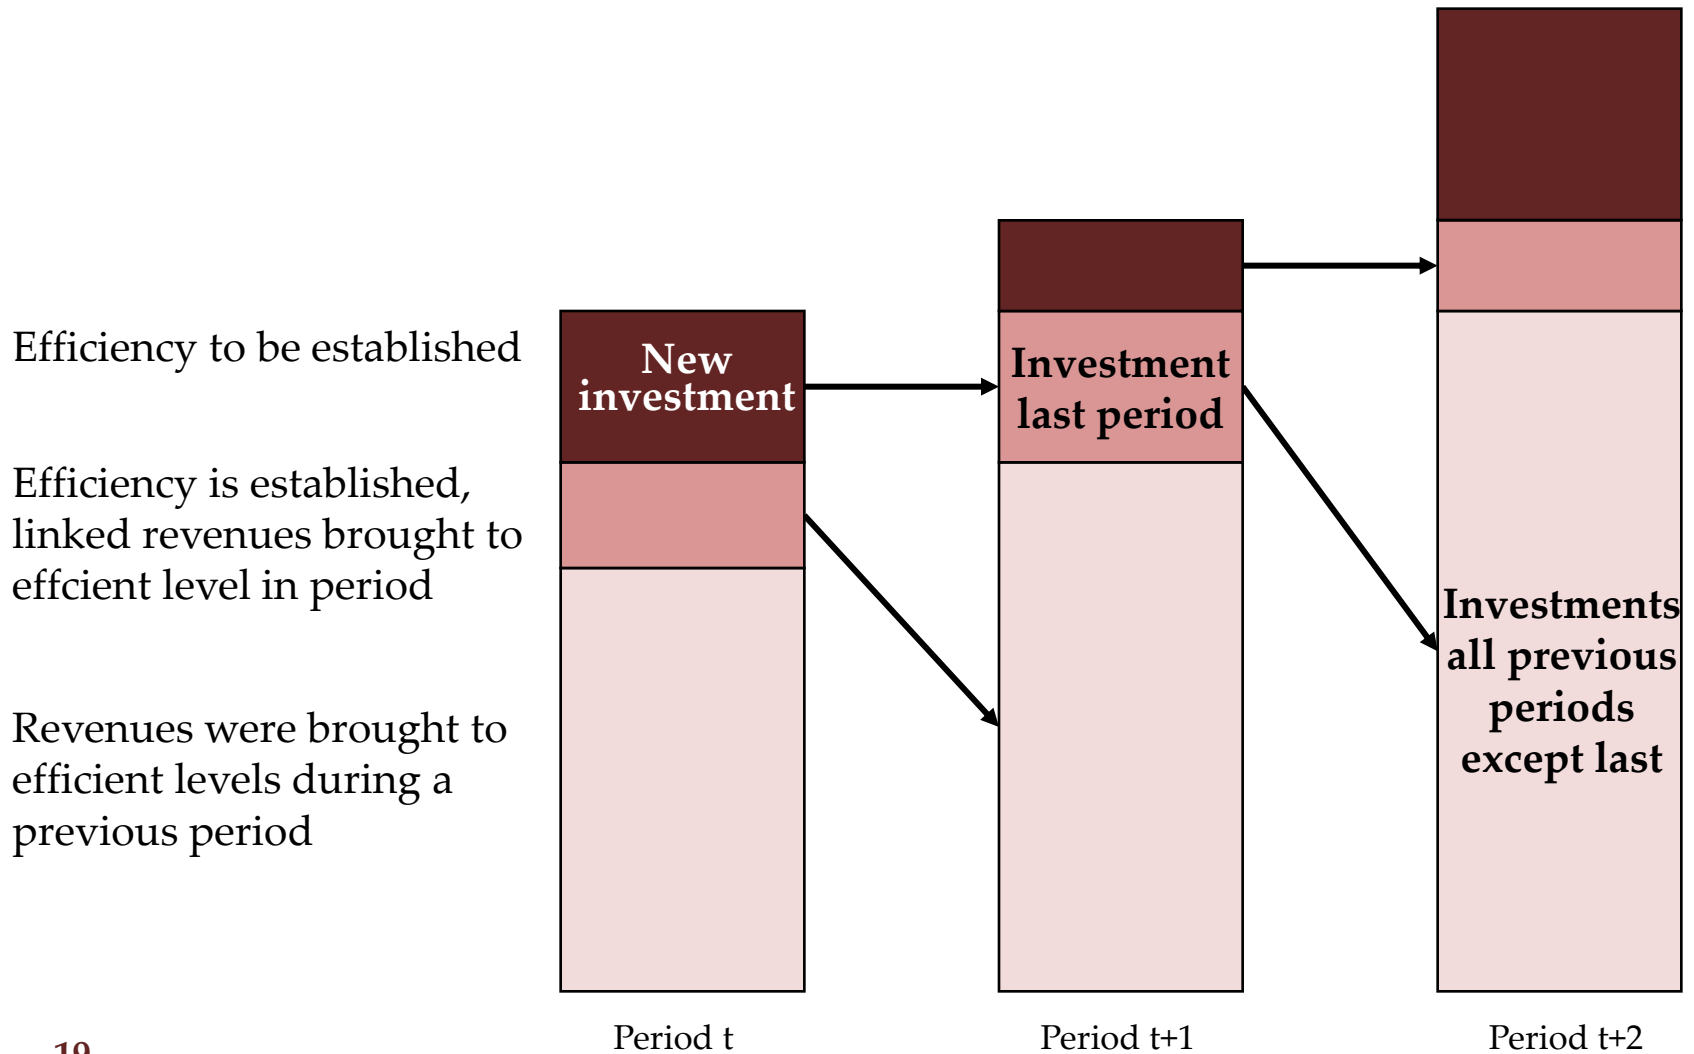 Efficiency to be established
New
investment
Investment
last period
Efficiency is established,
linked revenues brought to
effcient level in period
Investments
all previous
periods
except last
Revenues were brought to
efficient levels during a
previous period
Period t
Period t+1
Period t+2
19